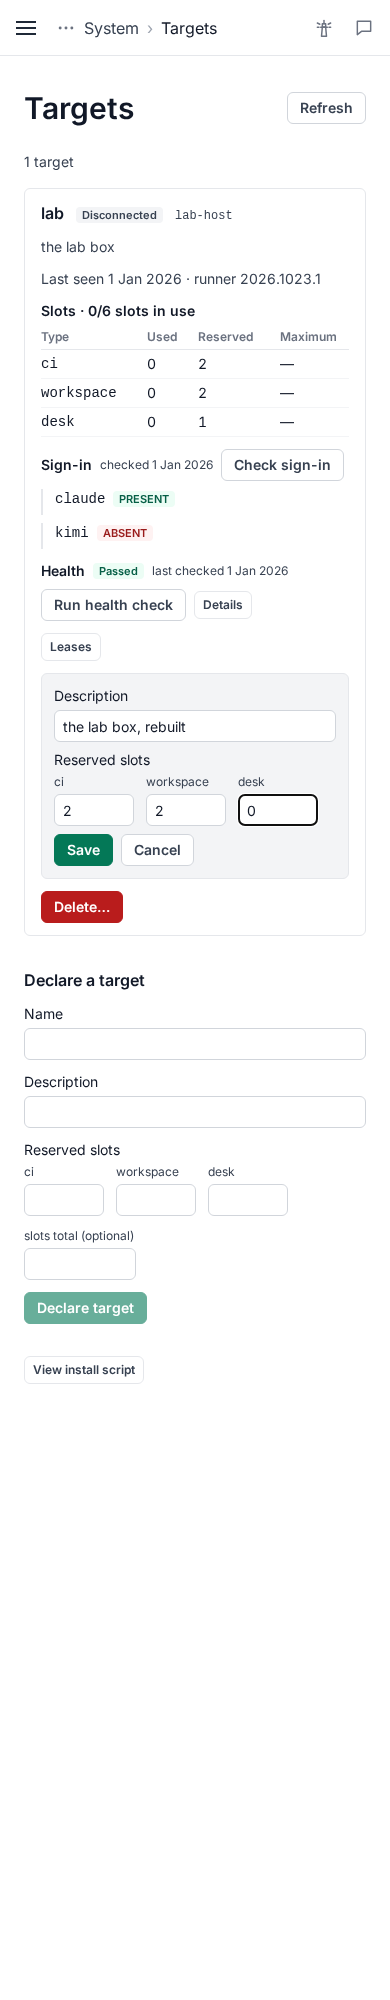 System › Targets
Targets
Refresh
1 target
lab Disconnected lab-host
the lab box
Last seen 1 Jan 2026 · runner 2026.1023.1
Slots · 0/6 slots in use
Type Used Reserved Maximum
ci 0 2 —
workspace 0 2 —
desk 0 1 —
Sign-in checked 1 Jan 2026 Check sign-in
claude PRESENT
kimi ABSENT
Health Passed last checked 1 Jan 2026
Run health check Details
Leases
Description
the lab box, rebuilt
Reserved slots
ci workspace desk
2 2 0
Save Cancel
Delete...
Declare a target
Name
Description
Reserved slots
ci workspace desk
slots total (optional)
Declare target
View install script